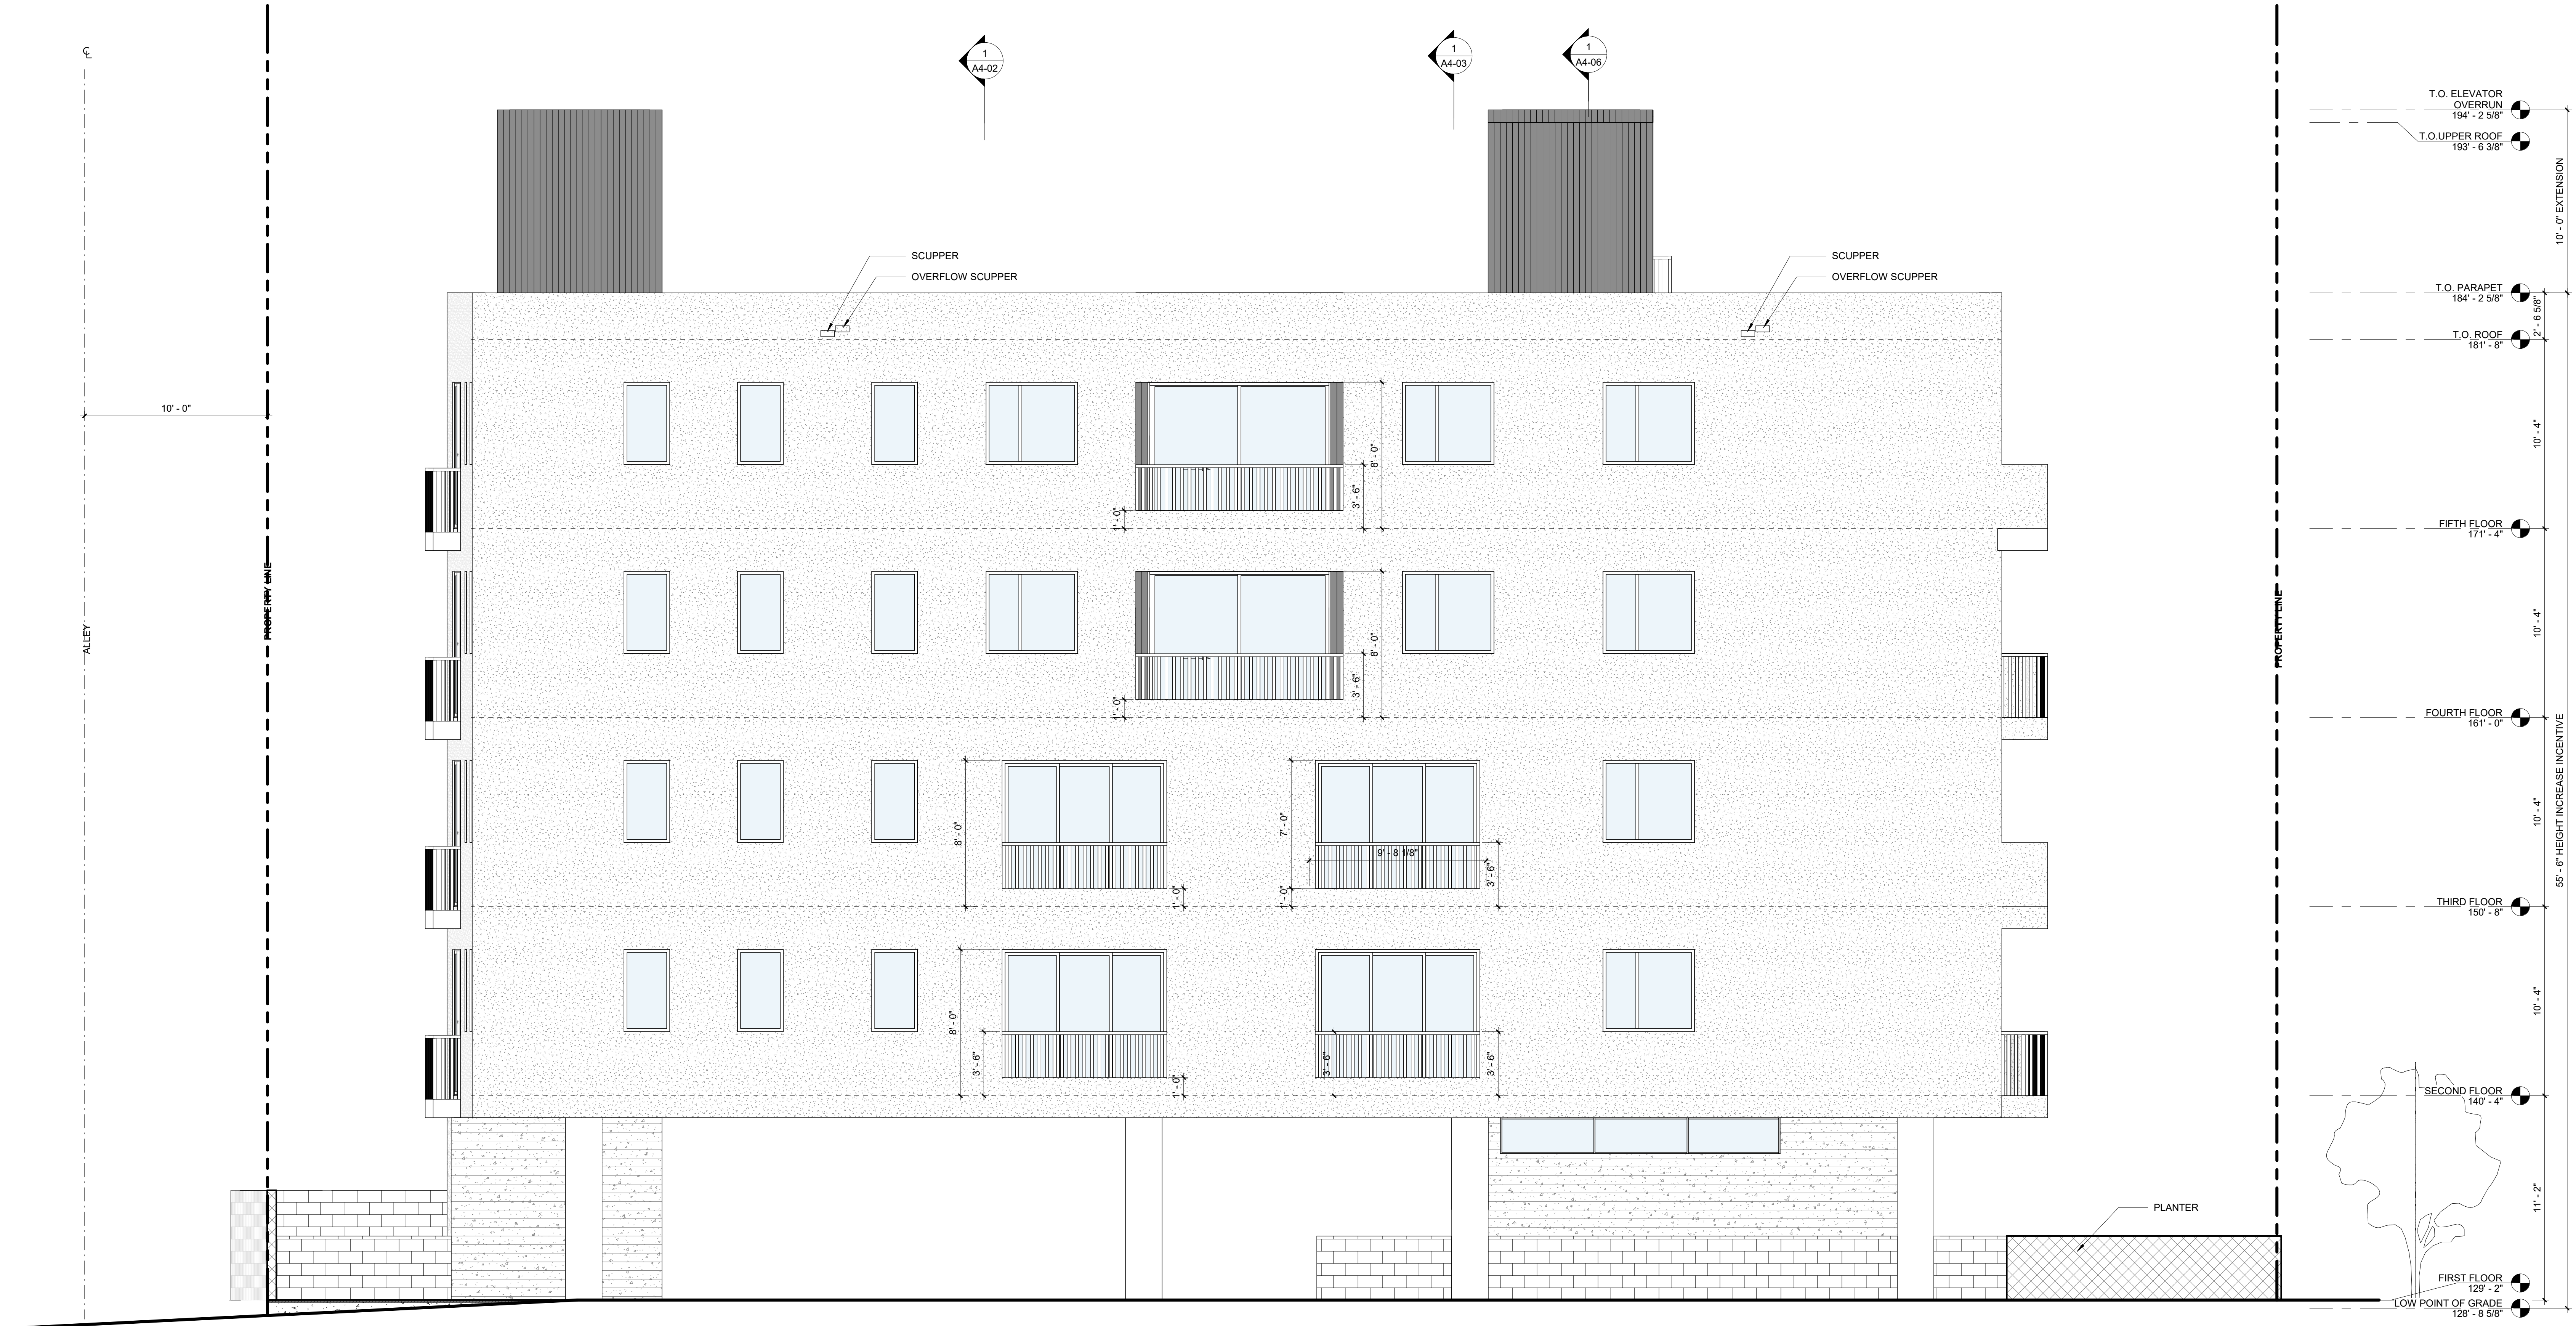 ℄
1
A4-02
1
A4-03
1
A4-06
T.O. ELEVATOR
OVERRUN
194' - 2 5/8"
T.O.UPPER ROOF
193' - 6 3/8"
10' - 0" EXTENSION
SCUPPER
OVERFLOW SCUPPER
SCUPPER
OVERFLOW SCUPPER
T.O. PARAPET
184' - 2 5/8"
2' - 6 5/8"
T.O. ROOF
181' - 8"
10' - 0"
8' - 0"
3' - 6"
1' - 0"
10' - 4"
FIFTH FLOOR
171' - 4"
PROPERTY LINE
ALLEY
PROPERTY LINE
8' - 0"
3' - 6"
1' - 0"
10' - 4"
FOURTH FLOOR
161' - 0"
55' - 6" HEIGHT INCREASE INCENTIVE
8' - 0"
1' - 0"
7' - 0"
9' - 8 1/8"
3' - 6"
1' - 0"
10' - 4"
THIRD FLOOR
150' - 8"
8' - 0"
3' - 6"
1' - 0"
3' - 6"
3' - 6"
10' - 4"
SECOND FLOOR
140' - 4"
11' - 2"
PLANTER
FIRST FLOOR
129' - 2"
LOW POINT OF GRADE
128' - 8 5/8"